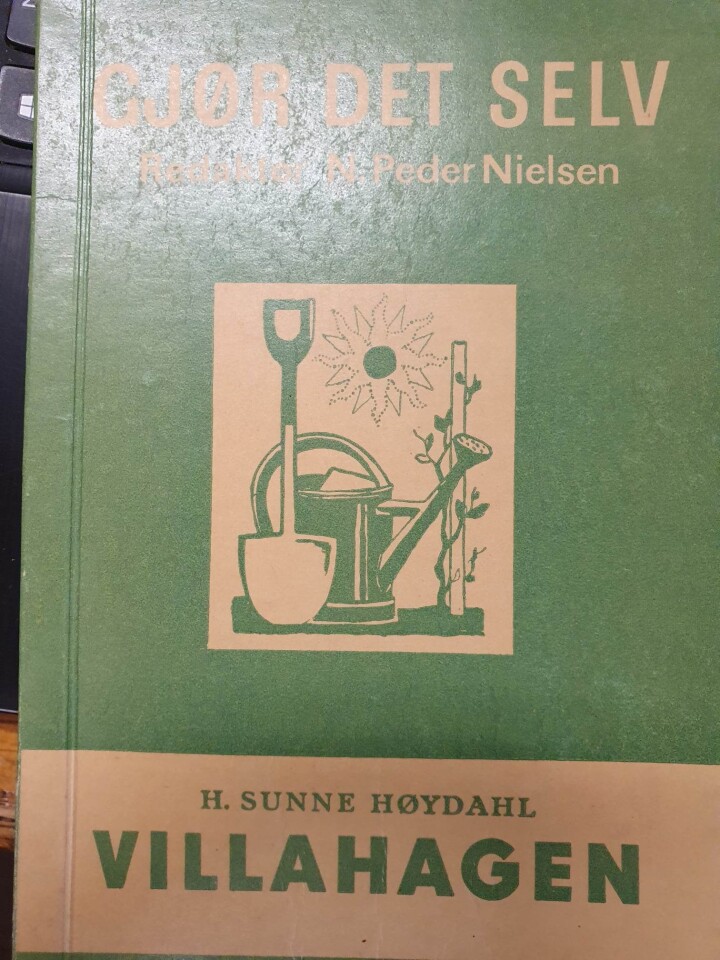 GJØR DET SELV
Redaktør N. Peder Nielsen
H. SUNNE HØYDAHL
VILLAHAGEN